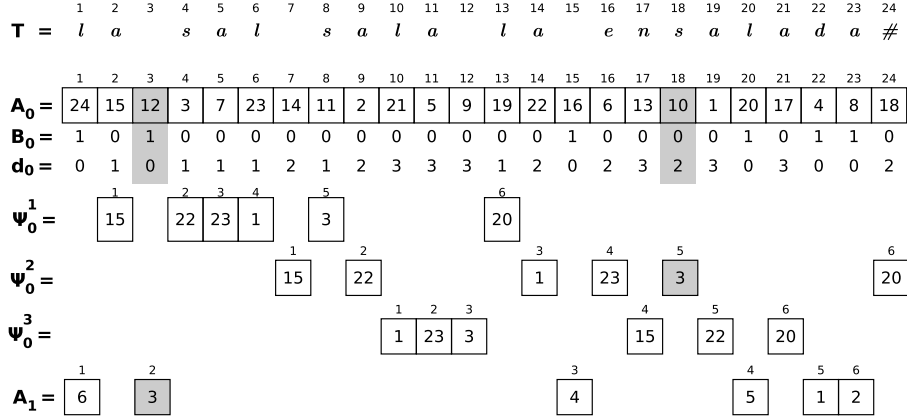 1 2 3 4 5 6 7 8 9 10 11 12 13 14 15 16 17 18 19 20 21 22 23 24
T = l a s a l s a l a l a e n s a l a d a #
1 2 3 4 5 6 7 8 9 10 11 12 13 14 15 16 17 18 19 20 21 22 23 24
A₀ = 24 15 12 3 7 23 14 11 2 21 5 9 19 22 16 6 13 10 1 20 17 4 8 18
B₀ = 1 0 1 0 0 0 0 0 0 0 0 0 0 0 1 0 0 0 0 1 0 1 1 0
d₀ = 0 1 0 1 1 1 2 1 2 3 3 3 1 2 0 2 3 2 3 0 3 0 0 2
1 2 3 4 5 6
Ψ₀¹ = 15 22 23 1 3 20
1 2 3 4 5 6
Ψ₀² = 15 22 1 23 3 20
1 2 3 4 5 6
Ψ₀³ = 1 23 3 15 22 20
1 2 3 4 5 6
A₁ = 6 3 4 5 1 2